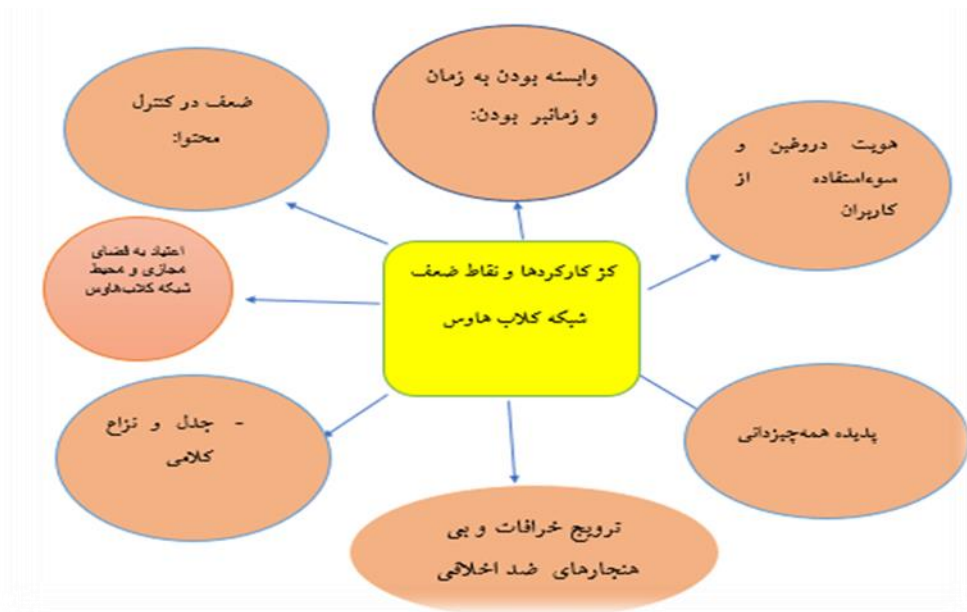 وابسته بودن به زمان
و زمانبر بودن:
ضعف در کنترل
محتوا:
هویت دروغین و
سوءاستفاده از
کاربران
اعتیاد به فضای
مجازی و محیط
شبکه کلاب‌هاوس
کژ کارکردها و نقاط ضعف
شبکه کلاب هاوس
- جدل و نزاع
کلامی
پدیده همه‌چیزدانی
ترویج خرافات و بی
هنجارهای ضد اخلاقی